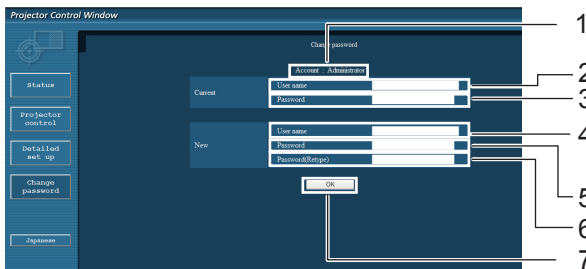 Projector Control Window
Change password
1
Account : Administrator
Status
Current
User name
2
Password
3
Projector
control
New
User name
4
Detailed
set up
Password
5
Password(Retype)
6
Change
password
OK
7
Japanese